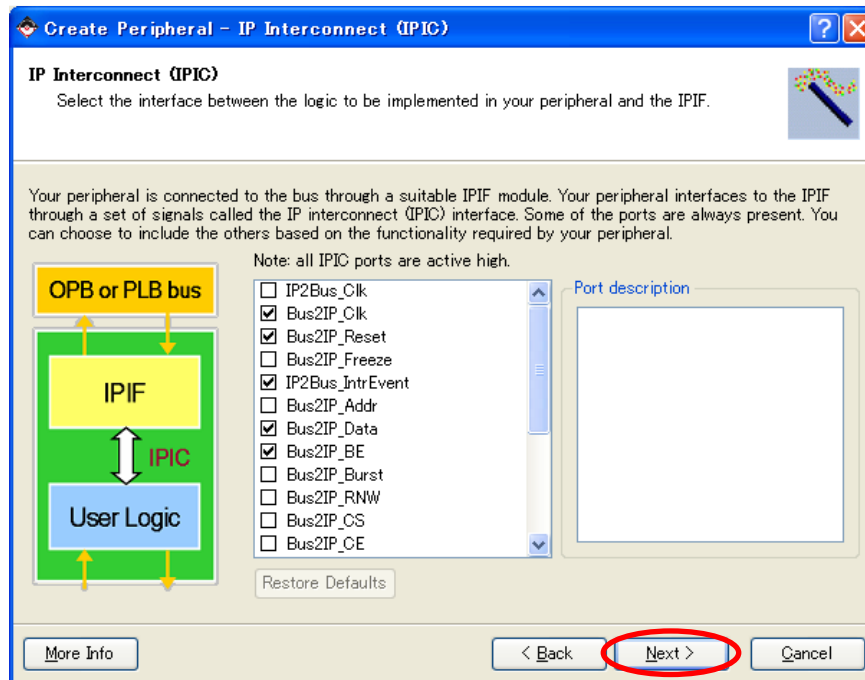 Create Peripheral - IP Interconnect (IPIC)
IP Interconnect (IPIC)
Select the interface between the logic to be implemented in your peripheral and the IPIF.
Your peripheral is connected to the bus through a suitable IPIF module. Your peripheral interfaces to the IPIF
through a set of signals called the IP interconnect (IPIC) interface. Some of the ports are always present. You
can choose to include the others based on the functionality required by your peripheral.
Note: all IPIC ports are active high.
OPB or PLB bus
IPIF
IPIC
User Logic
IP2Bus_Clk
Bus2IP_Clk
Bus2IP_Reset
Bus2IP_Freeze
IP2Bus_IntrEvent
Bus2IP_Addr
Bus2IP_Data
Bus2IP_BE
Bus2IP_Burst
Bus2IP_RNW
Bus2IP_CS
Bus2IP_CE
Port description
Restore Defaults
More Info
< Back
Next >
Cancel